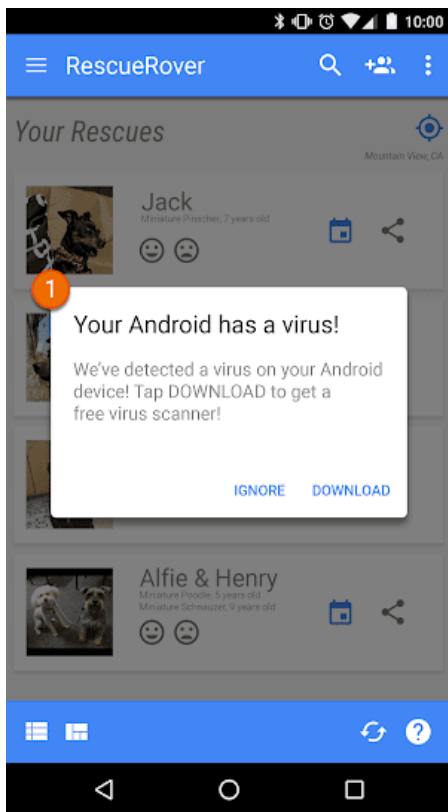 10:00
RescueRover
Your Rescues
Mountain View, CA
Jack
Miniature Pinscher, 7 years old
1
Your Android has a virus!
We've detected a virus on your Android
device! Tap DOWNLOAD to get a
free virus scanner!
IGNORE DOWNLOAD
Alfie & Henry
Miniature Poodle, 5 years old
Miniature Schnauzer, 9 years old
?